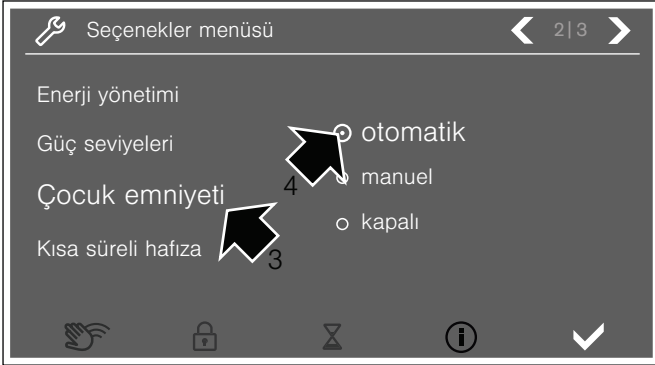 Seçenekler menüsü
2|3
Enerji yönetimi
Güç seviyeleri
Çocuk emniyeti
Kısa süreli hafıza
otomatik
manuel
kapalı
4
3